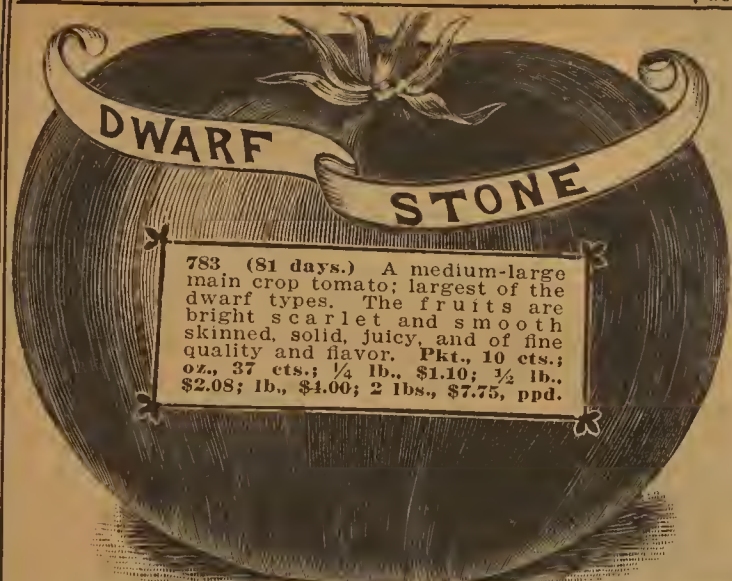 DWARF
STONE
783 (81 days.) A medium-large
main crop tomato; largest of the
dwarf types. The fruits are
bright scarlet and smooth
skinned, solid, juicy, and of fine
quality and flavor. Pkt., 10 cts.;
oz., 37 cts.; ¼ lb., $1.10; ½ lb.,
$2.08; lb., $4.00; 2 lbs., $7.75, ppd.